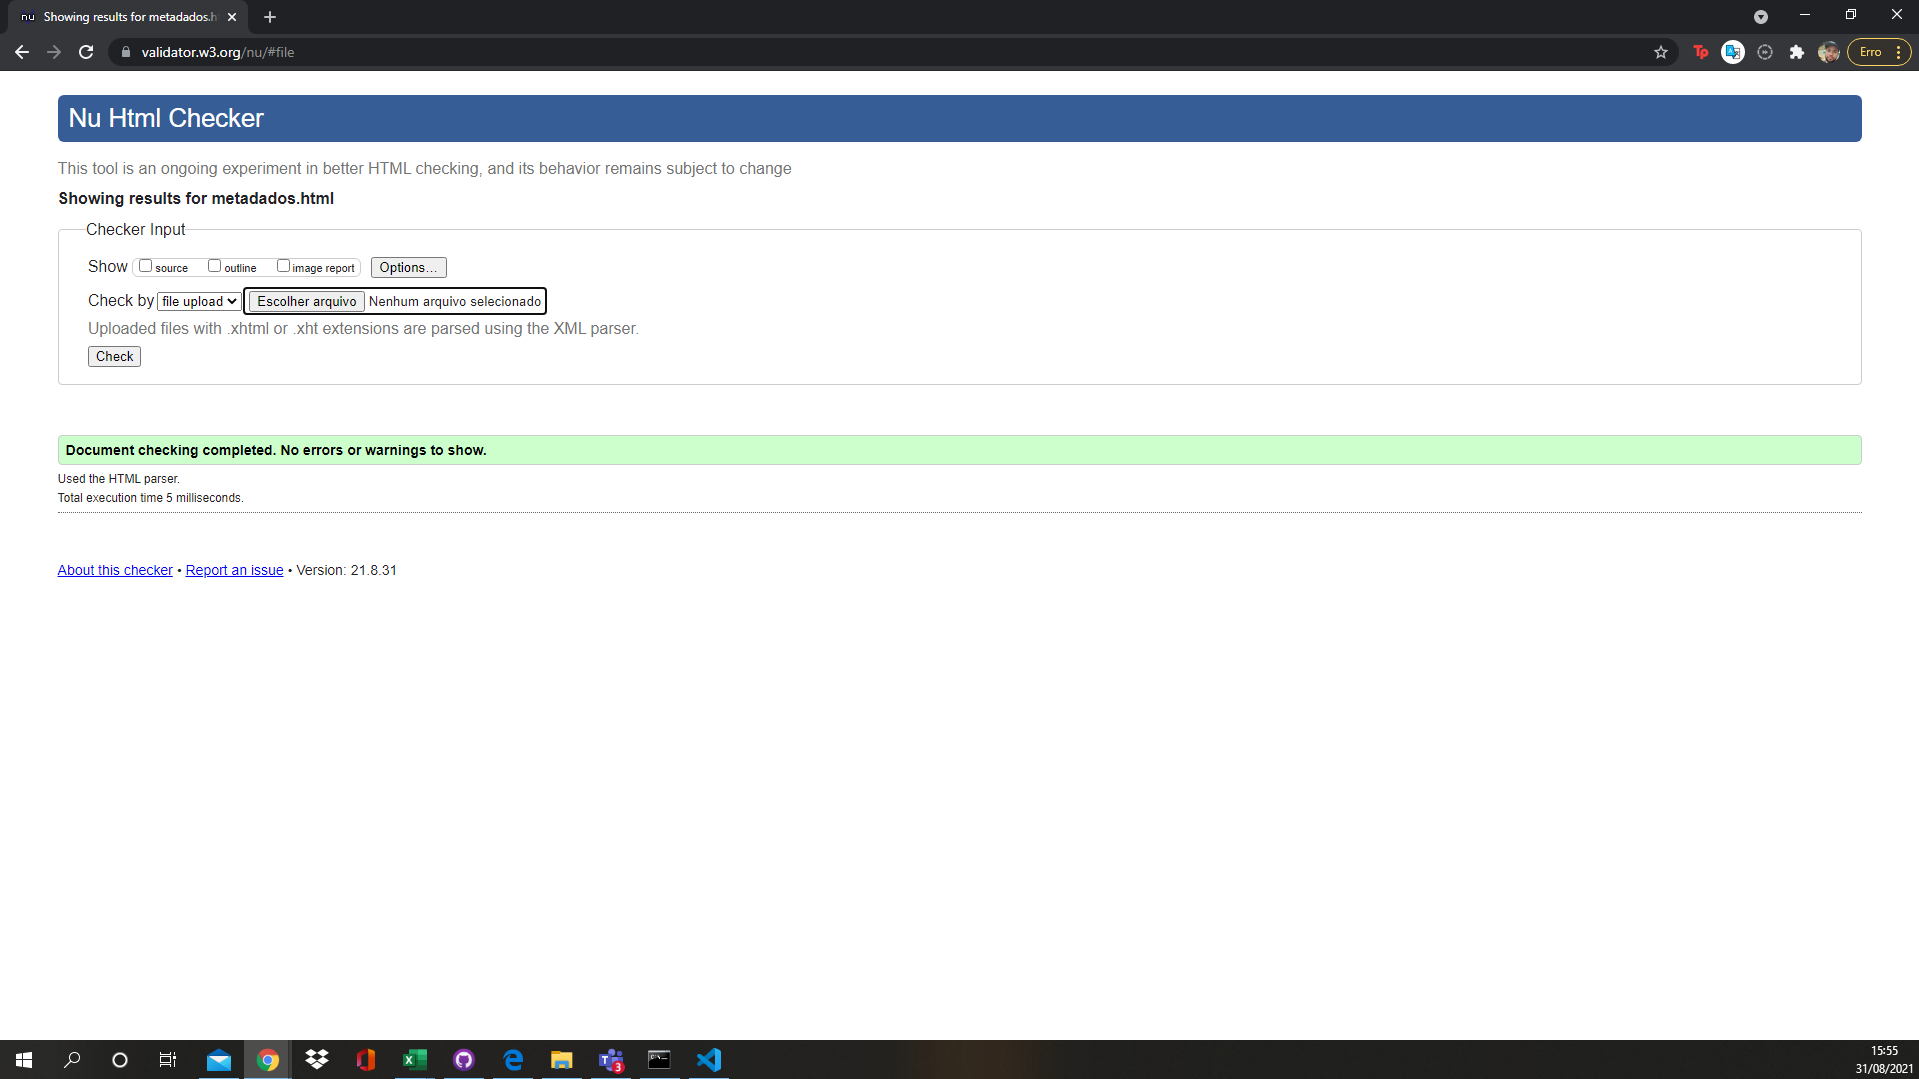 nu Showing results for metadados.h
validator.w3.org/nu/#file
Tp
Erro
Nu Html Checker
This tool is an ongoing experiment in better HTML checking, and its behavior remains subject to change
Showing results for metadados.html
Checker Input
Show source outline image report Options...
Check by file upload Escolher arquivo Nenhum arquivo selecionado
Uploaded files with .xhtml or .xht extensions are parsed using the XML parser.
Check
Document checking completed. No errors or warnings to show.
Used the HTML parser.
Total execution time 5 milliseconds.
About this checker • Report an issue • Version: 21.8.31
3
15:55
31/08/2021